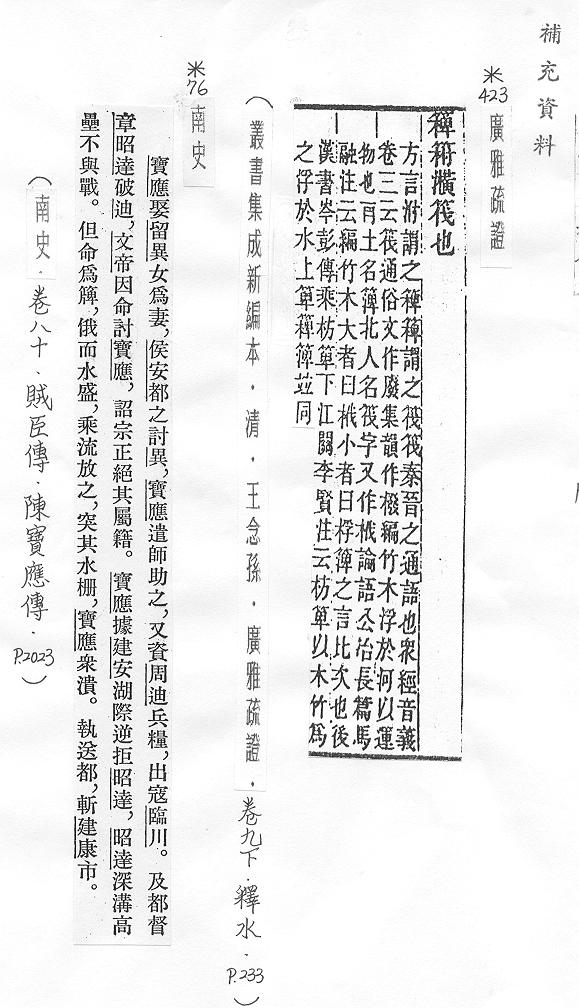 補充資料
*423
廣雅疏證
𥱼箹䉬筏也
方言泭謂之𥱼𥱼謂之筏筏秦晉之通語也衆經音義
卷三云筏通俗文作𦪑集韻作橃編竹木浮於河以運
物也南土名簰北人名筏字又作栰論語公冶長篇馬
融注云編竹木大者曰栰小者曰桴簰之言比次也後
漢書岑彭傳乘枋箄下江關李賢注云枋箄以木竹爲
之浮於水上箄𥱼簰竝同
(叢書集成新編本.清.王念孫.廣雅疏證.卷九下.釋水.P.233)
*76
南史
寶應娶留異女爲妻,侯安都之討異,寶應遣師助之,又資周迪兵糧,出寇臨川。及都督
章昭達破迪,文帝因命討寶應,詔宗正絕其屬籍。寶應據建安湖際逆拒昭達,昭達深溝高
壘不與戰。但命爲簰,俄而水盛,乘流放之,突其水柵,寶應衆潰。執送都,斬建康市。
(南史.卷八十.賊臣傳.陳寶應傳.P.2023)